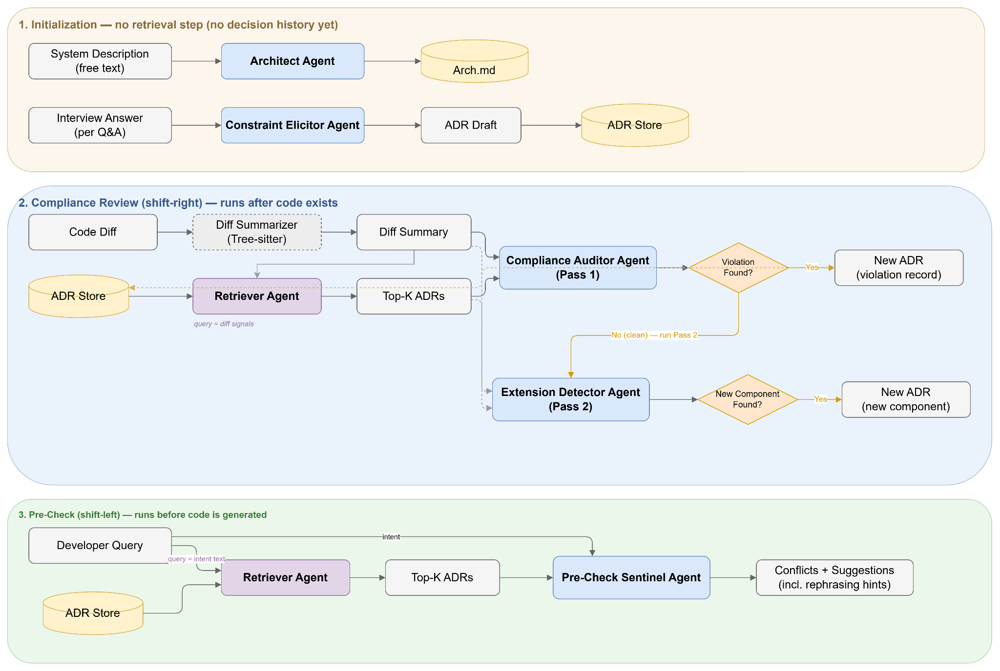 1. Initialization — no retrieval step (no decision history yet)
System Description
(free text)
Architect Agent
Arch.md
Interview Answer
(per Q&A)
Constraint Elicitor Agent
ADR Draft
ADR Store
2. Compliance Review (shift-right) — runs after code exists
Code Diff
Diff Summarizer
(Tree-sitter)
Diff Summary
Compliance Auditor Agent
(Pass 1)
Violation
Found?
Yes
New ADR
(violation record)
ADR Store
Retriever Agent
Top-K ADRs
query = diff signals
No (clean) — run Pass 2
Extension Detector Agent
(Pass 2)
New Component
Found?
Yes
New ADR
(new component)
3. Pre-Check (shift-left) — runs before code is generated
Developer Query
intent
query = intent text
Retriever Agent
Top-K ADRs
Pre-Check Sentinel Agent
Conflicts + Suggestions
(incl. rephrasing hints)
ADR Store